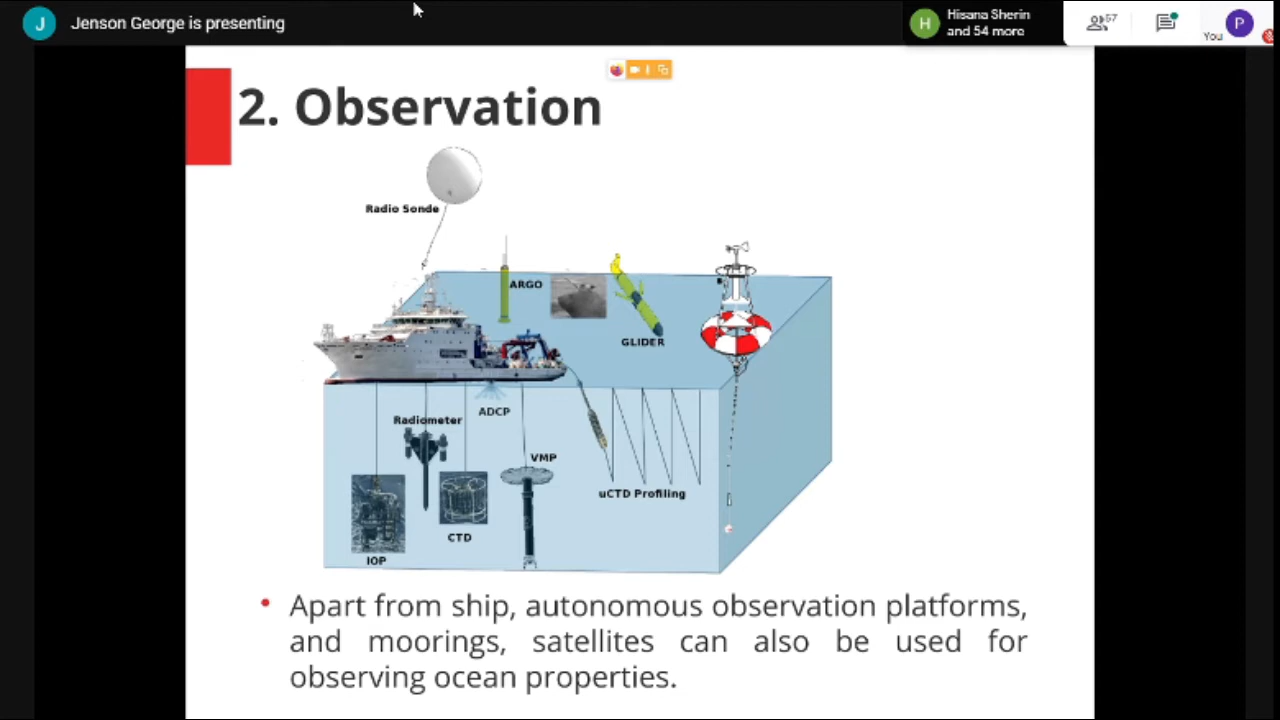 J Jenson George is presenting
H Hisana Sherin
and 54 more
57
You
P
2. Observation
Radio Sonde
ARGO
GLIDER
ADCP
Radiometer
VMP
uCTD Profiling
CTD
IOP
• Apart from ship, autonomous observation platforms,
and moorings, satellites can also be used for
observing ocean properties.